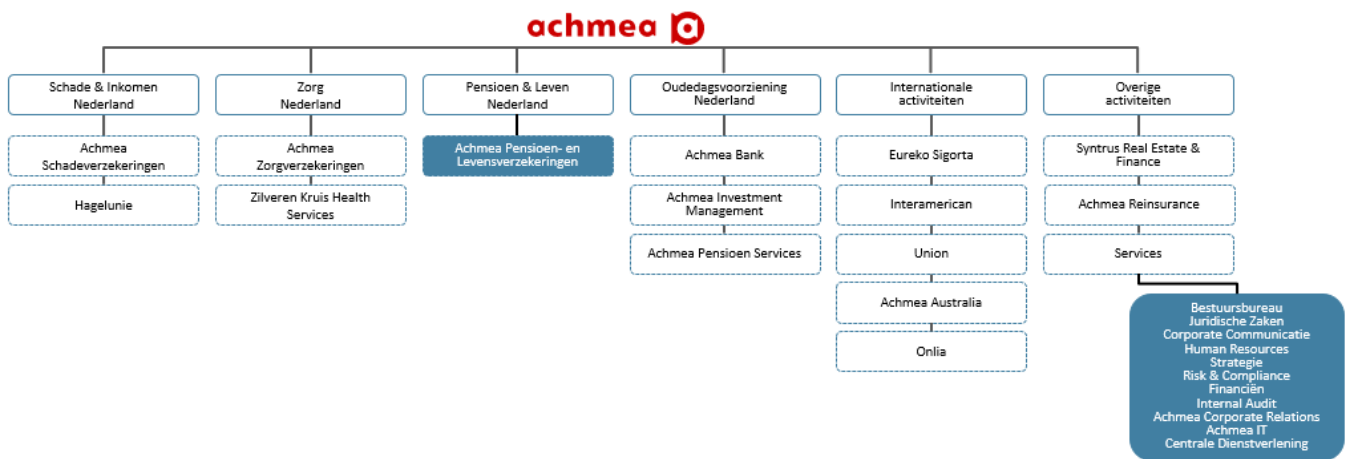 achmea
Schade & Inkomen
Nederland
Achmea
Schadeverzekeringen
Hagelunie
Zorg
Nederland
Achmea
Zorgverzekeringen
Zilveren Kruis Health
Services
Pensioen & Leven
Nederland
Achmea Pensioen- en
Levensverzekeringen
Oudedagsvoorziening
Nederland
Achmea Bank
Achmea Investment
Management
Achmea Pensioen Services
Internationale
activiteiten
Eureko Sigorta
Interamerican
Union
Achmea Australia
Onlia
Overige
activiteiten
Syntrus Real Estate &
Finance
Achmea Reinsurance
Services
Bestuursbureau
Juridische Zaken
Corporate Communicatie
Human Resources
Strategie
Risk & Compliance
Financiën
Internal Audit
Achmea Corporate Relations
Achmea IT
Centrale Dienstverlening